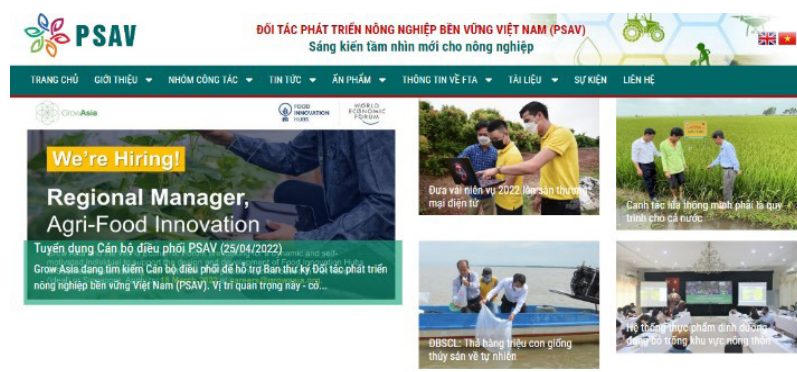 PSAV
ĐỐI TÁC PHÁT TRIỂN NÔNG NGHIỆP BỀN VỮNG VIỆT NAM (PSAV)
Sáng kiến tầm nhìn mới cho nông nghiệp
TRANG CHỦ GIỚI THIỆU NHÓM CÔNG TÁC TIN TỨC ẤN PHẨM THÔNG TIN VỀ FTA TÀI LIỆU SỰ KIỆN LIÊN HỆ
GrowAsia
FOOD
INNOVATION
HUBS
WORLD
ECONOMIC
FORUM
We're Hiring!
Regional Manager,
Agri-Food Innovation
Tuyển dụng Cán bộ điều phối PSAV (25/04/2022)
Grow Asia đang tìm kiếm Cán bộ điều phối để hỗ trợ Ban thư ký Đối tác phát triển
nông nghiệp bền vững Việt Nam (PSAV). Vị trí quan trọng này - có...
Đưa vải niên vụ 2022 lên sàn thương
mại điện tử
Canh tác lúa thông minh phải là quy
trình cho cả nước
ĐBSCL: Thả hàng triệu con giống
thủy sản về tự nhiên
Hệ thống thực phẩm dinh dưỡng
đang bỏ trống khu vực nông thôn